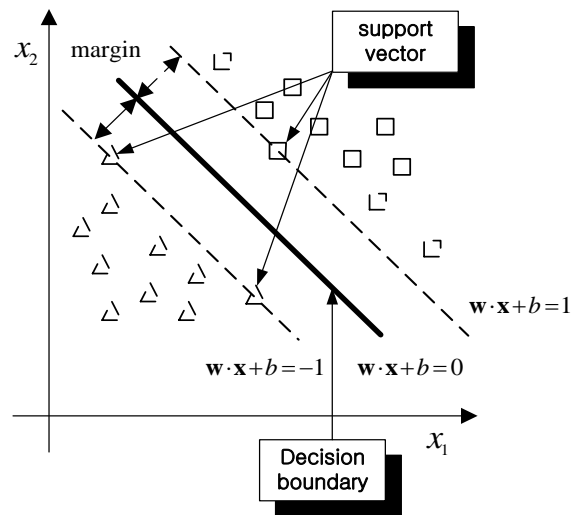 support
vector
x₂
margin
w·x+b=1
w·x+b=−1
w·x+b=0
x₁
Decision
boundary